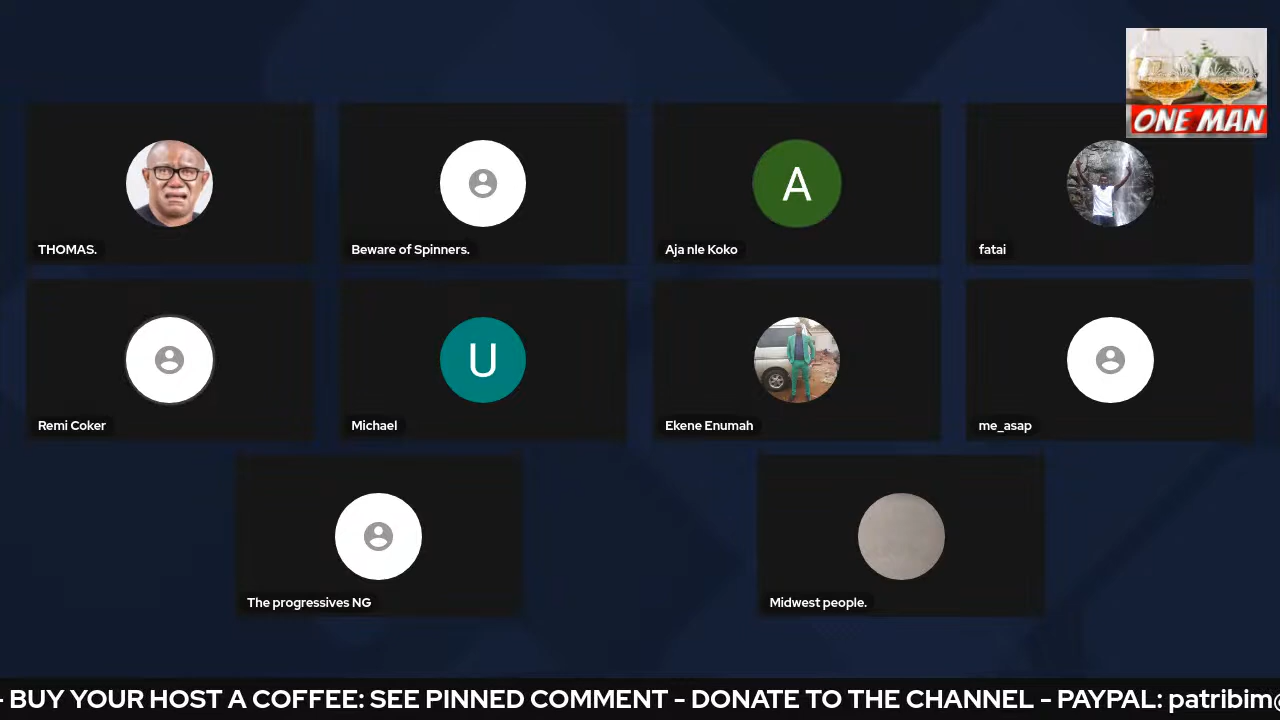 ONE MAN
THOMAS.
Beware of Spinners.
A
Aja nle Koko
fatai
Remi Coker
U
Michael
Ekene Enumah
me_asap
The progressives NG
Midwest people.
- BUY YOUR HOST A COFFEE: SEE PINNED COMMENT - DONATE TO THE CHANNEL - PAYPAL: patribim@